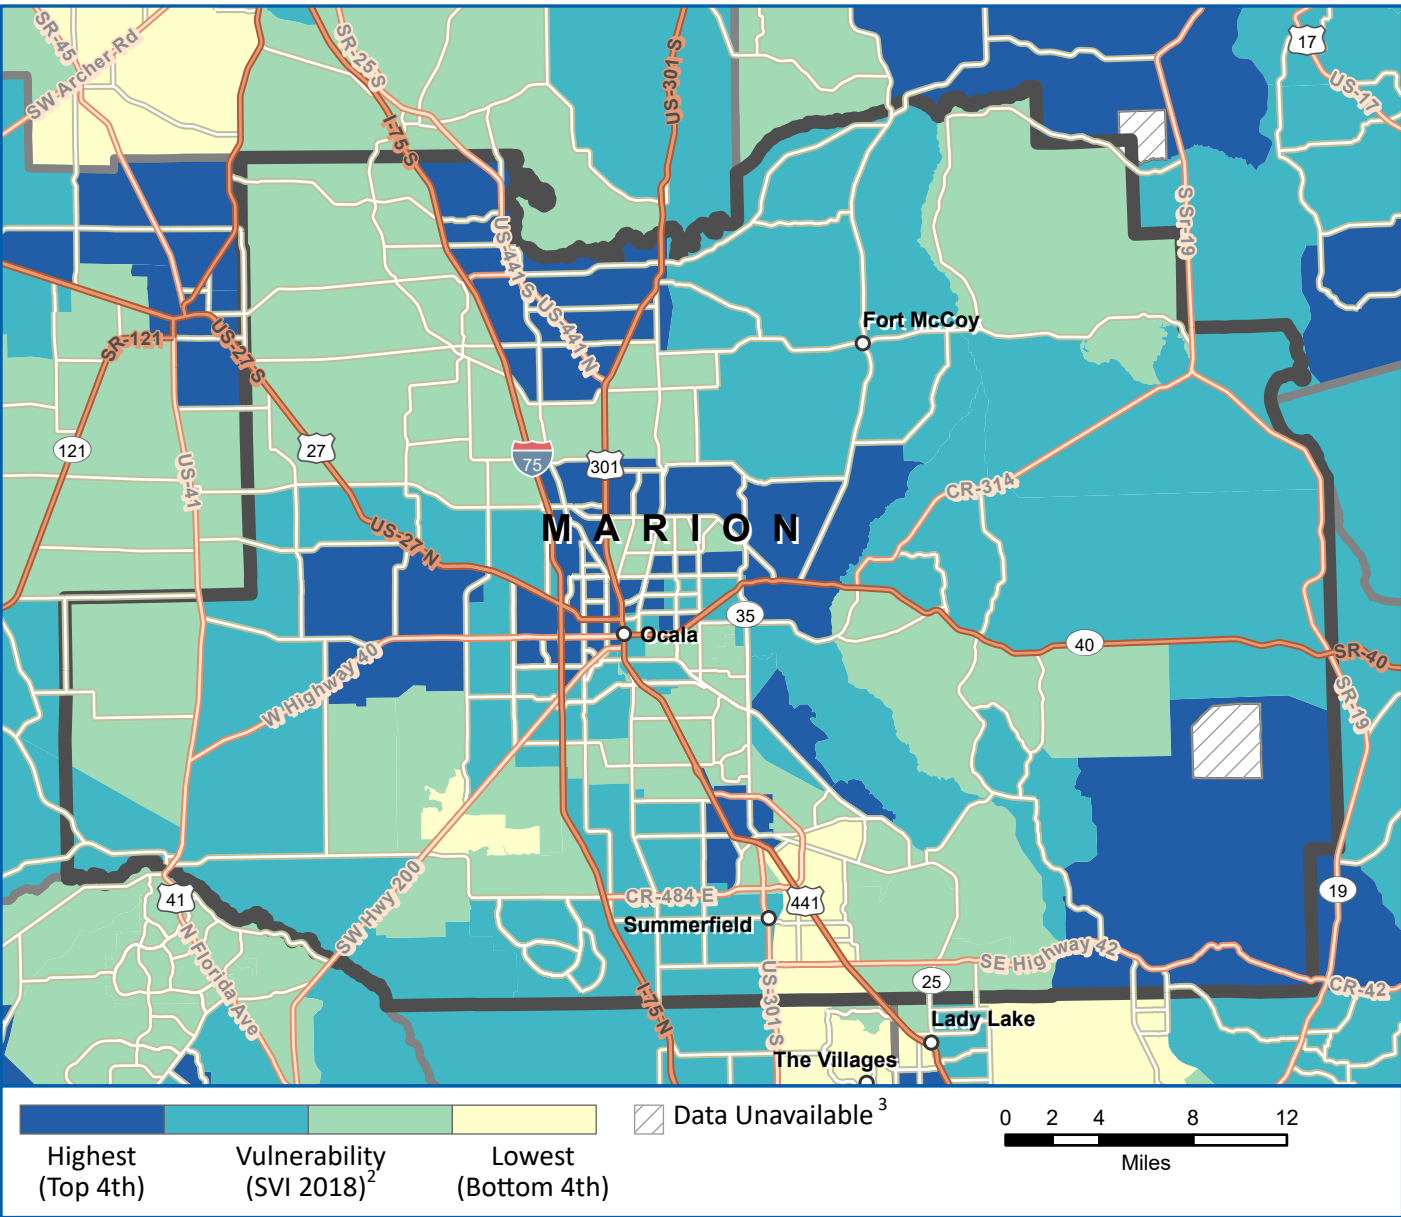 SR-45
SW Archer Rd
SR-25 S
I-75 S
US-301 S
17
US-17
S Sr-19
US-441 S
US-441 N
Fort McCoy
SR-121
US-27 S
121
27
75
301
US-41
CR-314
MARION
US-27 N
35
Ocala
40
SR-40
W Highway 40
SR-19
SW Hwy 200
CR-484 E
41
441
19
Summerfield
N Florida Ave
SE Highway 42
25
CR-42
I-75 N
US-301 S
Lady Lake
The Villages
Data Unavailable 3
0 2 4 8 12
Miles
Highest
(Top 4th)
Vulnerability
(SVI 2018)2
Lowest
(Bottom 4th)